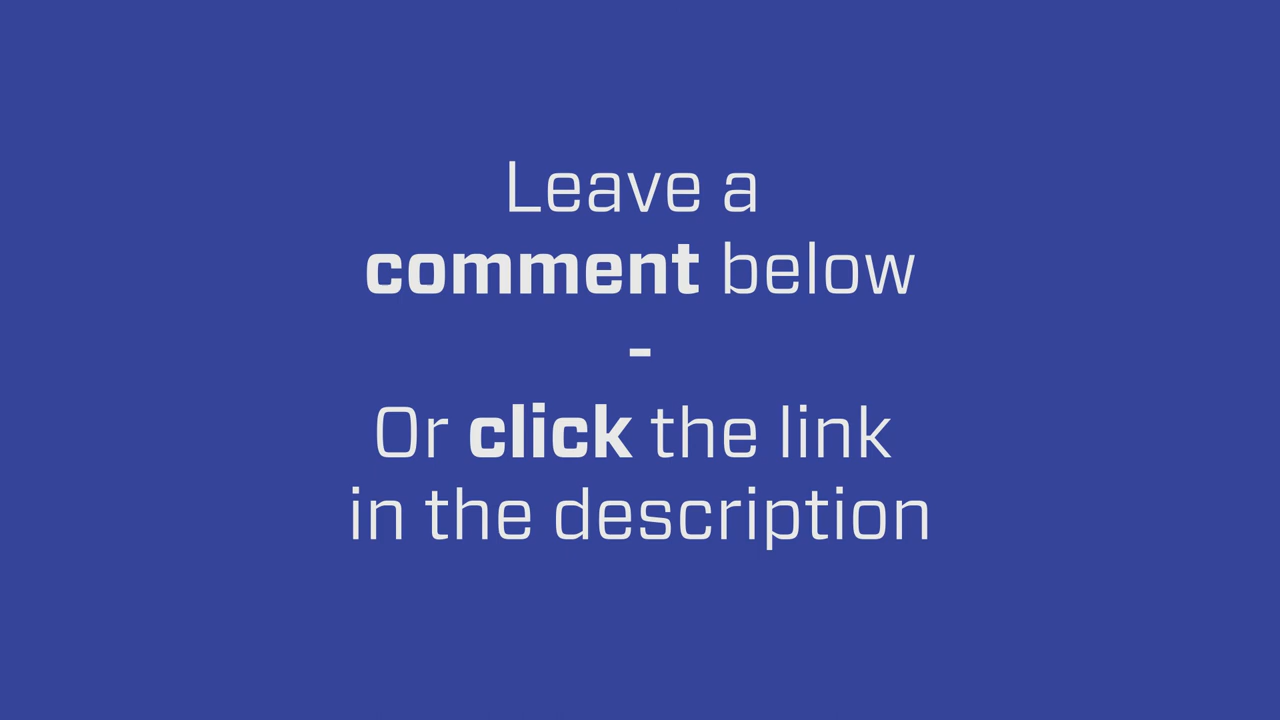 Leave a
comment below
-
Or click the link
in the description